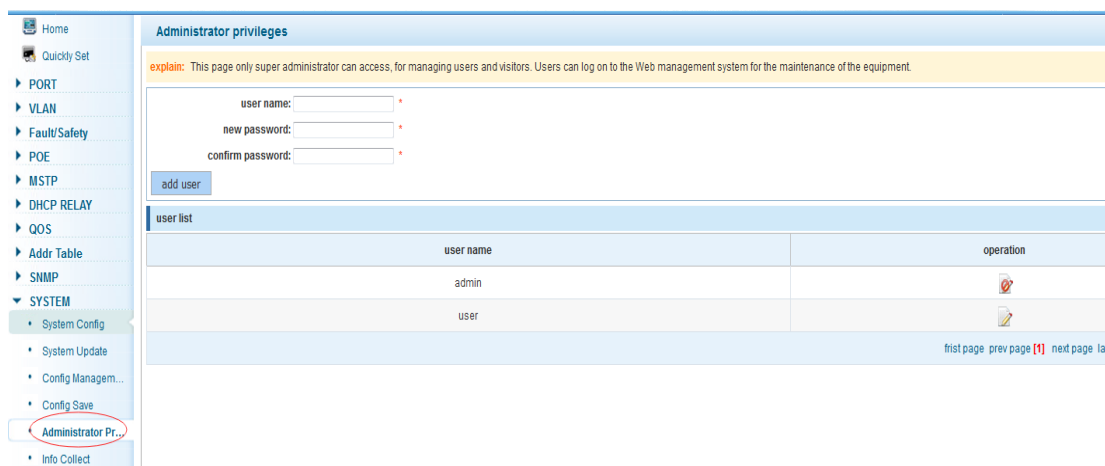 Home
Quickly Set
PORT
VLAN
Fault/Safety
POE
MSTP
DHCP RELAY
QOS
Addr Table
SNMP
SYSTEM
System Config
System Update
Config Managem...
Config Save
Administrator Pr...
Info Collect
Administrator privileges
explain: This page only super administrator can access, for managing users and visitors. Users can log on to the Web management system for the maintenance of the equipment.
user name: *
new password: *
confirm password: *
add user
user list
user name operation
admin
user
frist page prev page [1] next page la